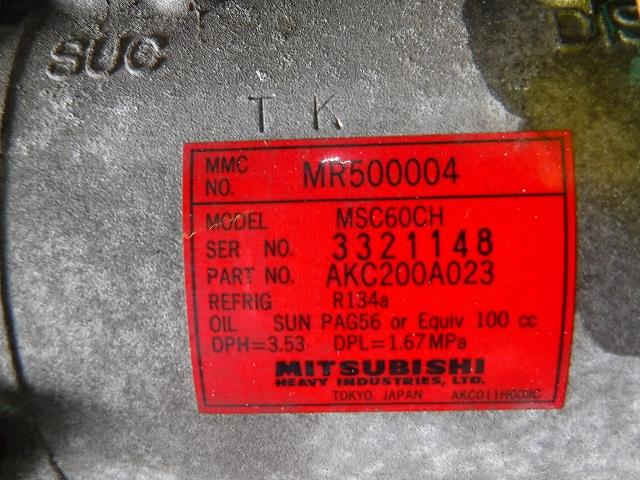 SUC
DIS
T K
MMC NO. MR500004
MODEL MSC60CH
SER NO. 3321148
PART NO. AKC200A023
REFRIG R134a
OIL SUN PAG56 or Equiv 100 cc
DPH=3.53 DPL=1.67MPa
MITSUBISHI
HEAVY INDUSTRIES, LTD.
TOKYO, JAPAN AKC011H003C